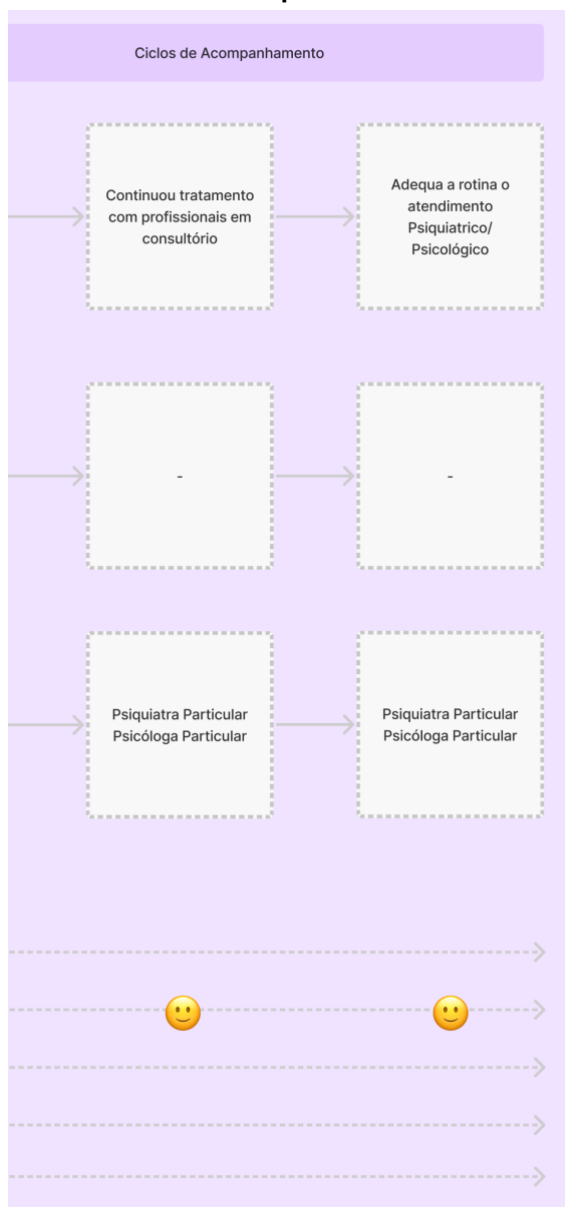 Ciclos de Acompanhamento
Continuou tratamento
com profissionais em
consultório
Adequa a rotina o
atendimento
Psiquiatrico/
Psicológico
-
-
Psiquiatra Particular
Psicóloga Particular
Psiquiatra Particular
Psicóloga Particular